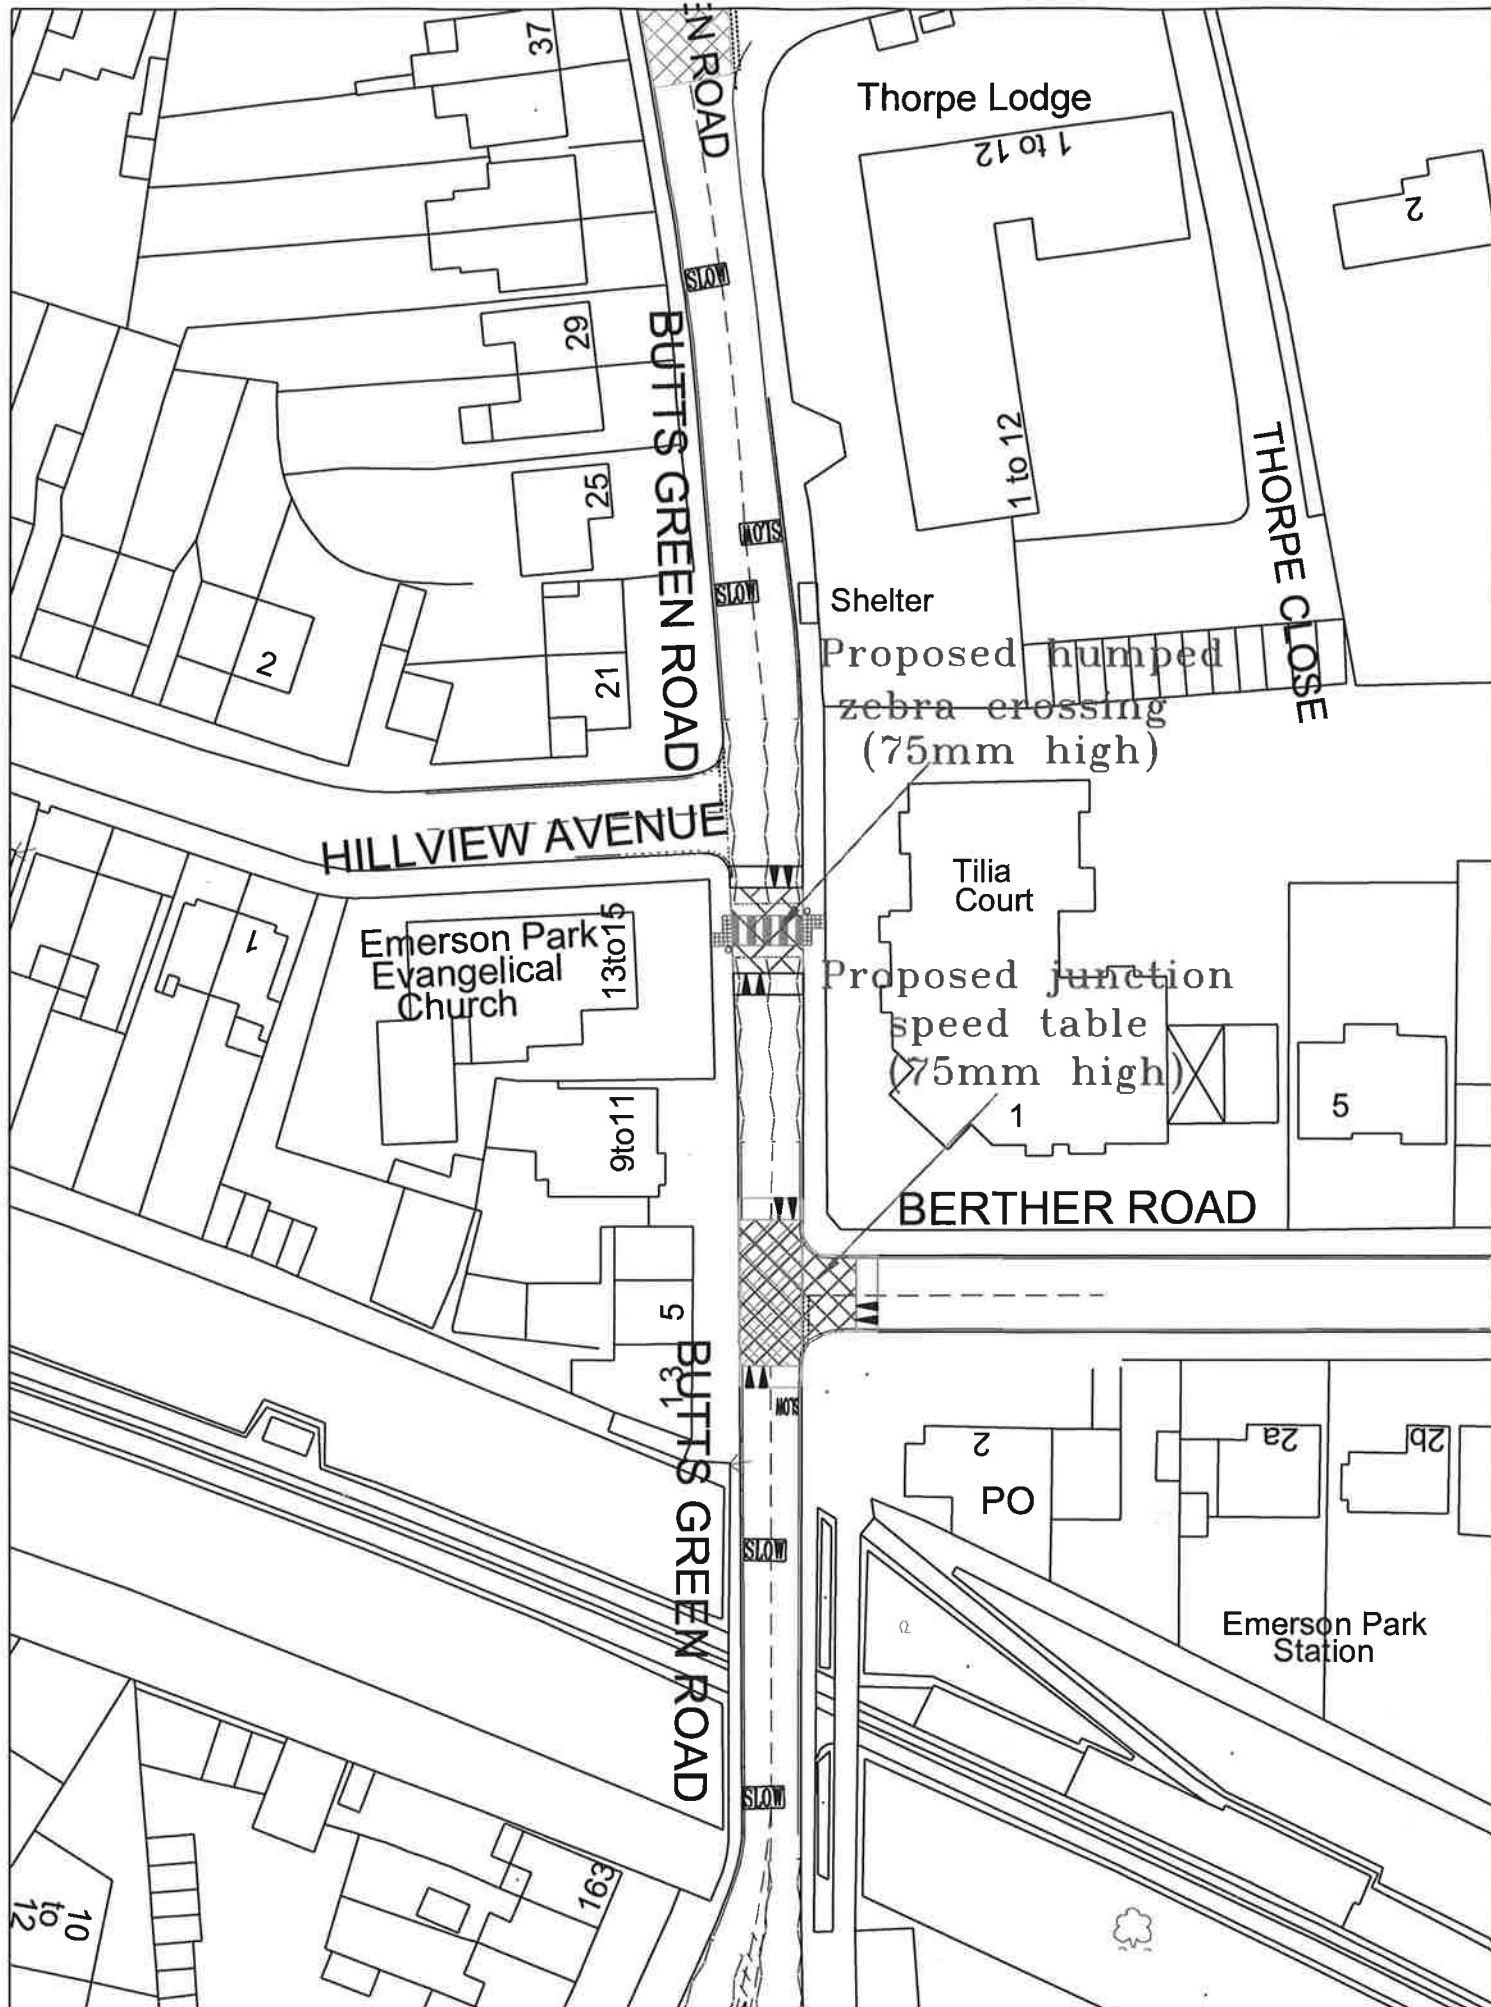 EN ROAD
37
Thorpe Lodge
1 to 12
2
SLOW
29
BUTTS GREEN ROAD
1 to 12
THORPE CLOSE
25
SLOW
SLOW
Shelter
Proposed humped
zebra crossing
(75mm high)
2
21
HILLVIEW AVENUE
Tilia
Court
1
Emerson Park
Evangelical
Church
13to15
Proposed junction
speed table
(75mm high)
9to11
1
5
BERTHER ROAD
5
1 3
BUTTS GREEN ROAD
SLOW
2
PO
2a
2b
SLOW
Emerson Park
Station
SLOW
163
10
to
12